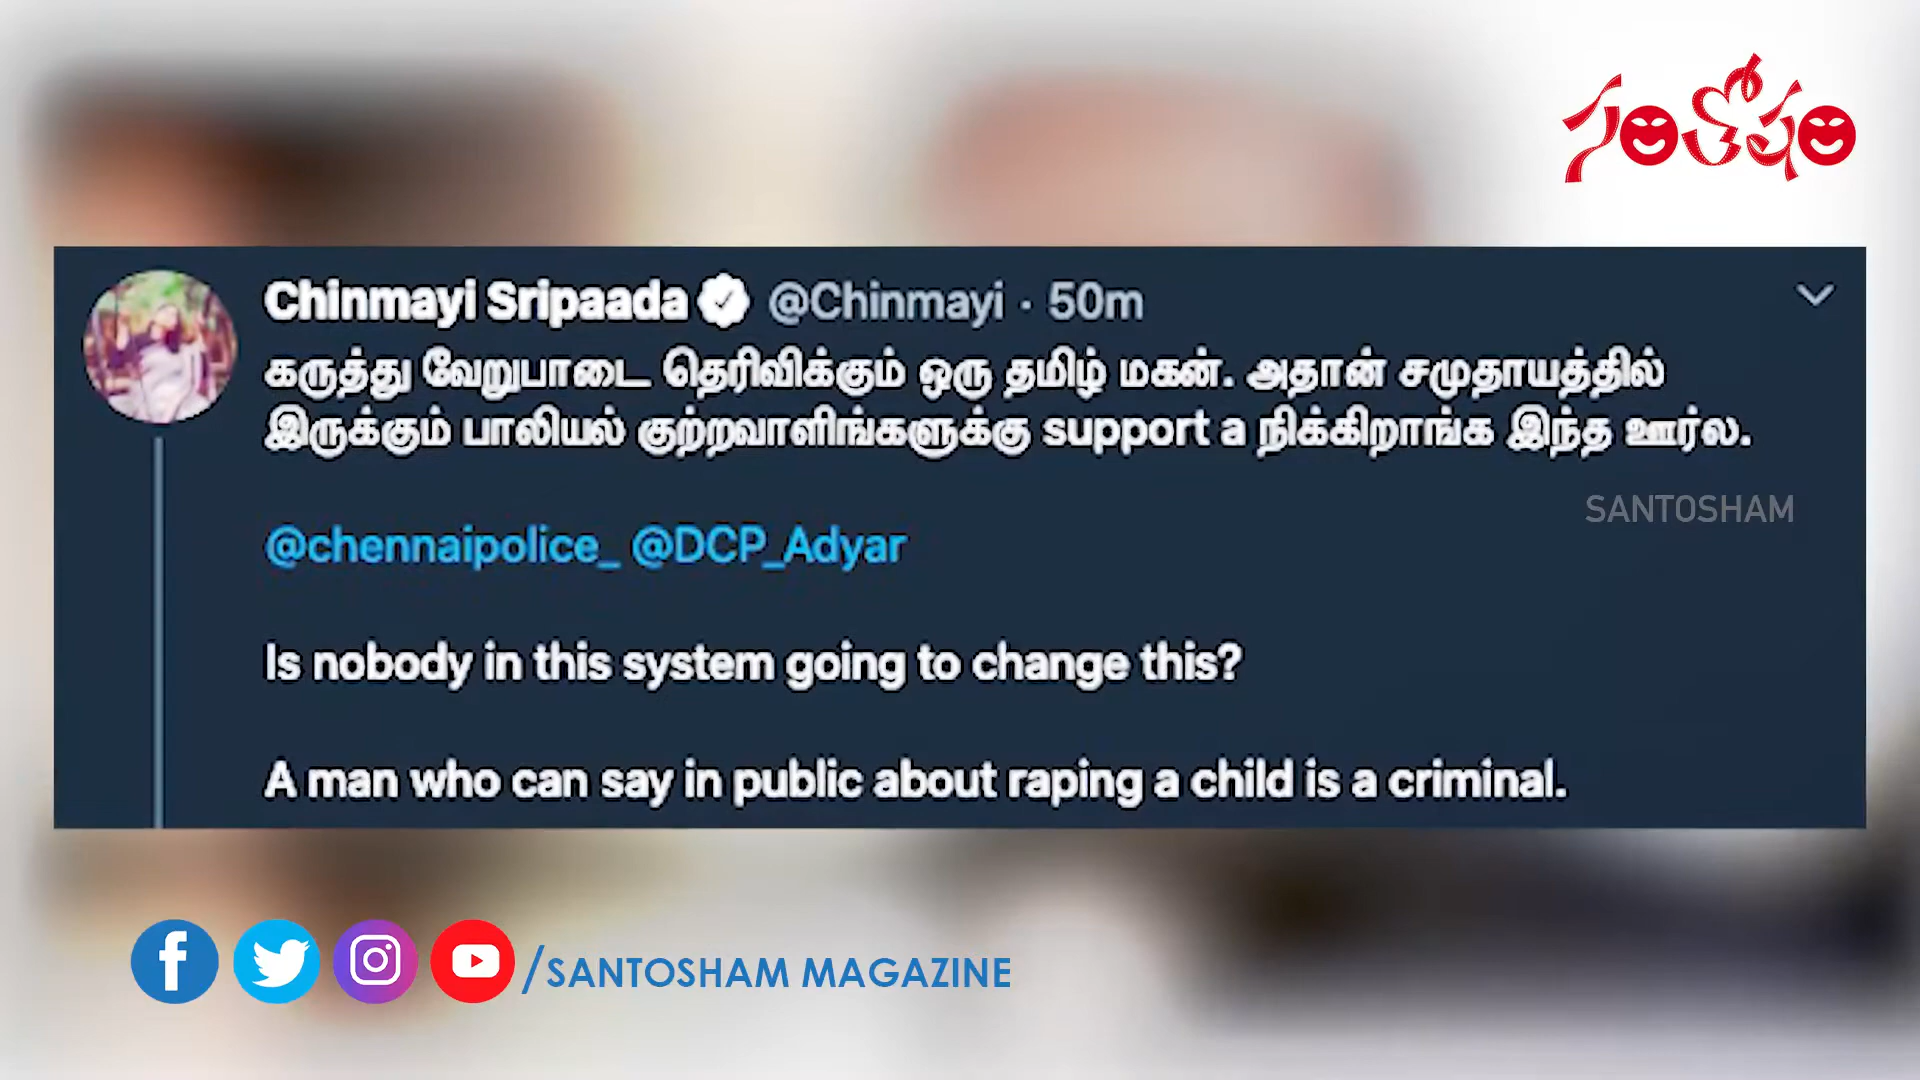 సంతోషం
Chinmayi Sripaada @Chinmayi · 50m
கருத்து வேறுபாடை தெரிவிக்கும் ஒரு தமிழ் மகன். அதான் சமுதாயத்தில்
இருக்கும் பாலியல் குற்றவாளிங்களுக்கு support a நிக்கிறாங்க இந்த ஊர்ல.
SANTOSHAM
@chennaipolice_ @DCP_Adyar
Is nobody in this system going to change this?
A man who can say in public about raping a child is a criminal.
/SANTOSHAM MAGAZINE